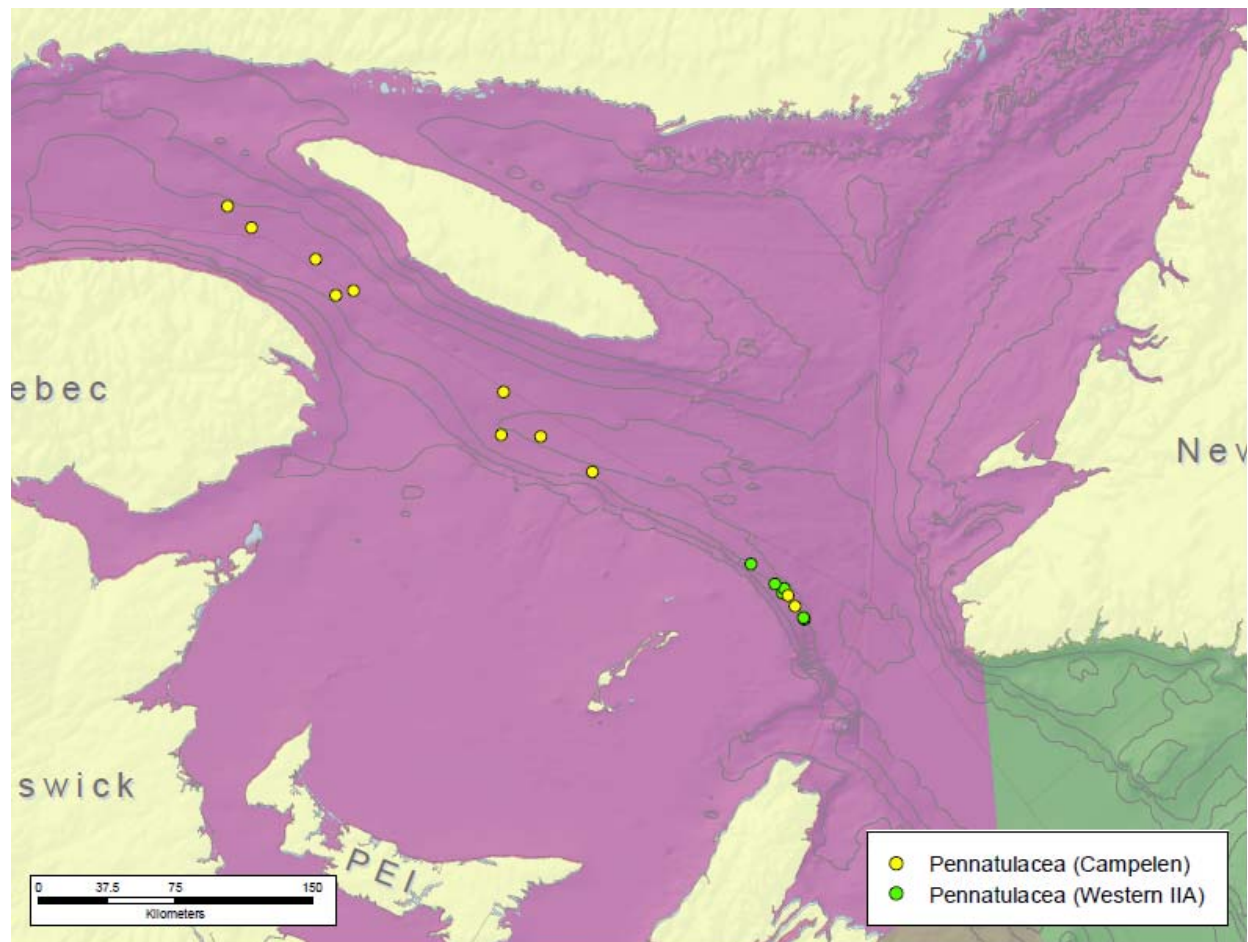 ebec
New
swick
PEI
0 37.5 75 150
Kilometers
Pennatulacea (Campelen)
Pennatulacea (Western IIA)